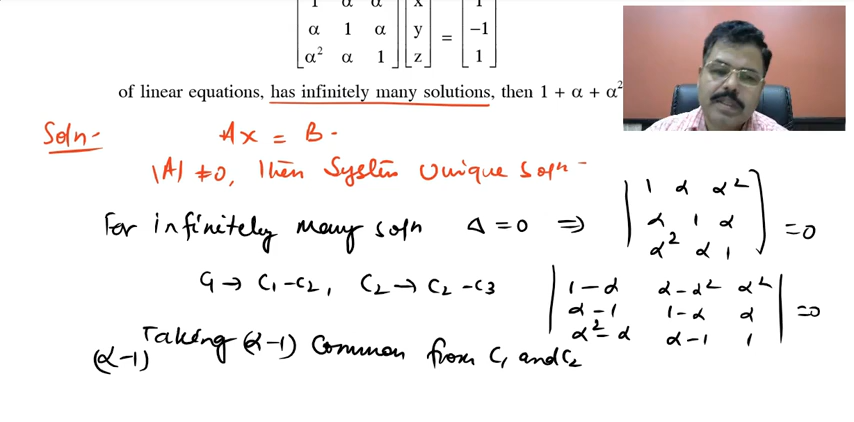 [1 α α²] [x] [1]
[α 1 α] [y] = [-1]
[α² α 1] [z] [1]
of linear equations, has infinitely many solutions, then 1 + α + α²
Soln- Ax = B-
|A| ≠0, Then System Unique soln-
For infinitely many soln Δ=0 ⇒ | 1 α α² |
| α 1 α | =0
| α² α 1 |
C₁→ C₁-C₂, C₂→ C₂-C₃ | 1-α α-α² α² |
| α-1 1-α α | =0
| α²-α α-1 1 |
Taking (α-1) Common from C₁ and C₂
(α-1)